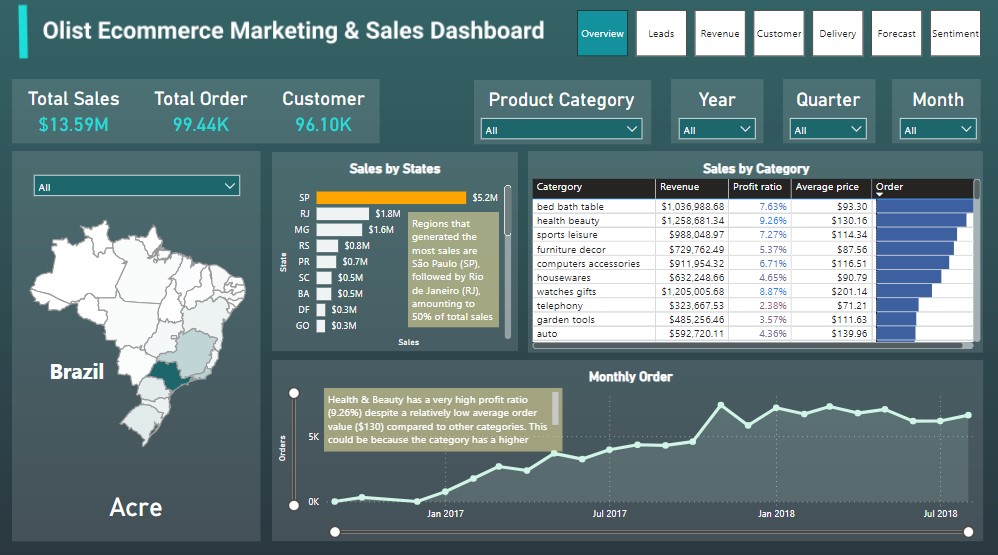 Olist Ecommerce Marketing & Sales Dashboard
Overview
Leads
Revenue
Customer
Delivery
Forecast
Sentiment
Total Sales
$13.59M
Total Order
99.44K
Customer
96.10K
Product Category
All
Year
All
Quarter
All
Month
All
All
Brazil
Acre
Sales by States
State
SP $5.2M
RJ $1.8M
MG $1.6M
RS $0.8M
PR $0.7M
SC $0.5M
BA $0.5M
DF $0.3M
GO $0.3M
Sales
Regions that
generated the
most sales are
São Paulo (SP),
followed by Rio
de Janeiro (RJ),
amounting to
50% of total sales
Sales by Category
Category Revenue Profit ratio Average price Order
bed bath table $1,036,988.68 7.63% $93.30
health beauty $1,258,681.34 9.26% $130.16
sports leisure $988,048.97 7.27% $114.34
furniture decor $729,762.49 5.37% $87.56
computers accessories $911,954.32 6.71% $116.51
housewares $632,248.66 4.65% $90.79
watches gifts $1,205,005.68 8.87% $201.14
telephony $323,667.53 2.38% $71.21
garden tools $485,256.46 3.57% $111.63
auto $592,720.11 4.36% $139.96
Monthly Order
Health & Beauty has a very high profit ratio
(9.26%) despite a relatively low average order
value ($130) compared to other categories. This
could be because the category has a higher
Orders
5K
0K
Jan 2017
Jul 2017
Jan 2018
Jul 2018